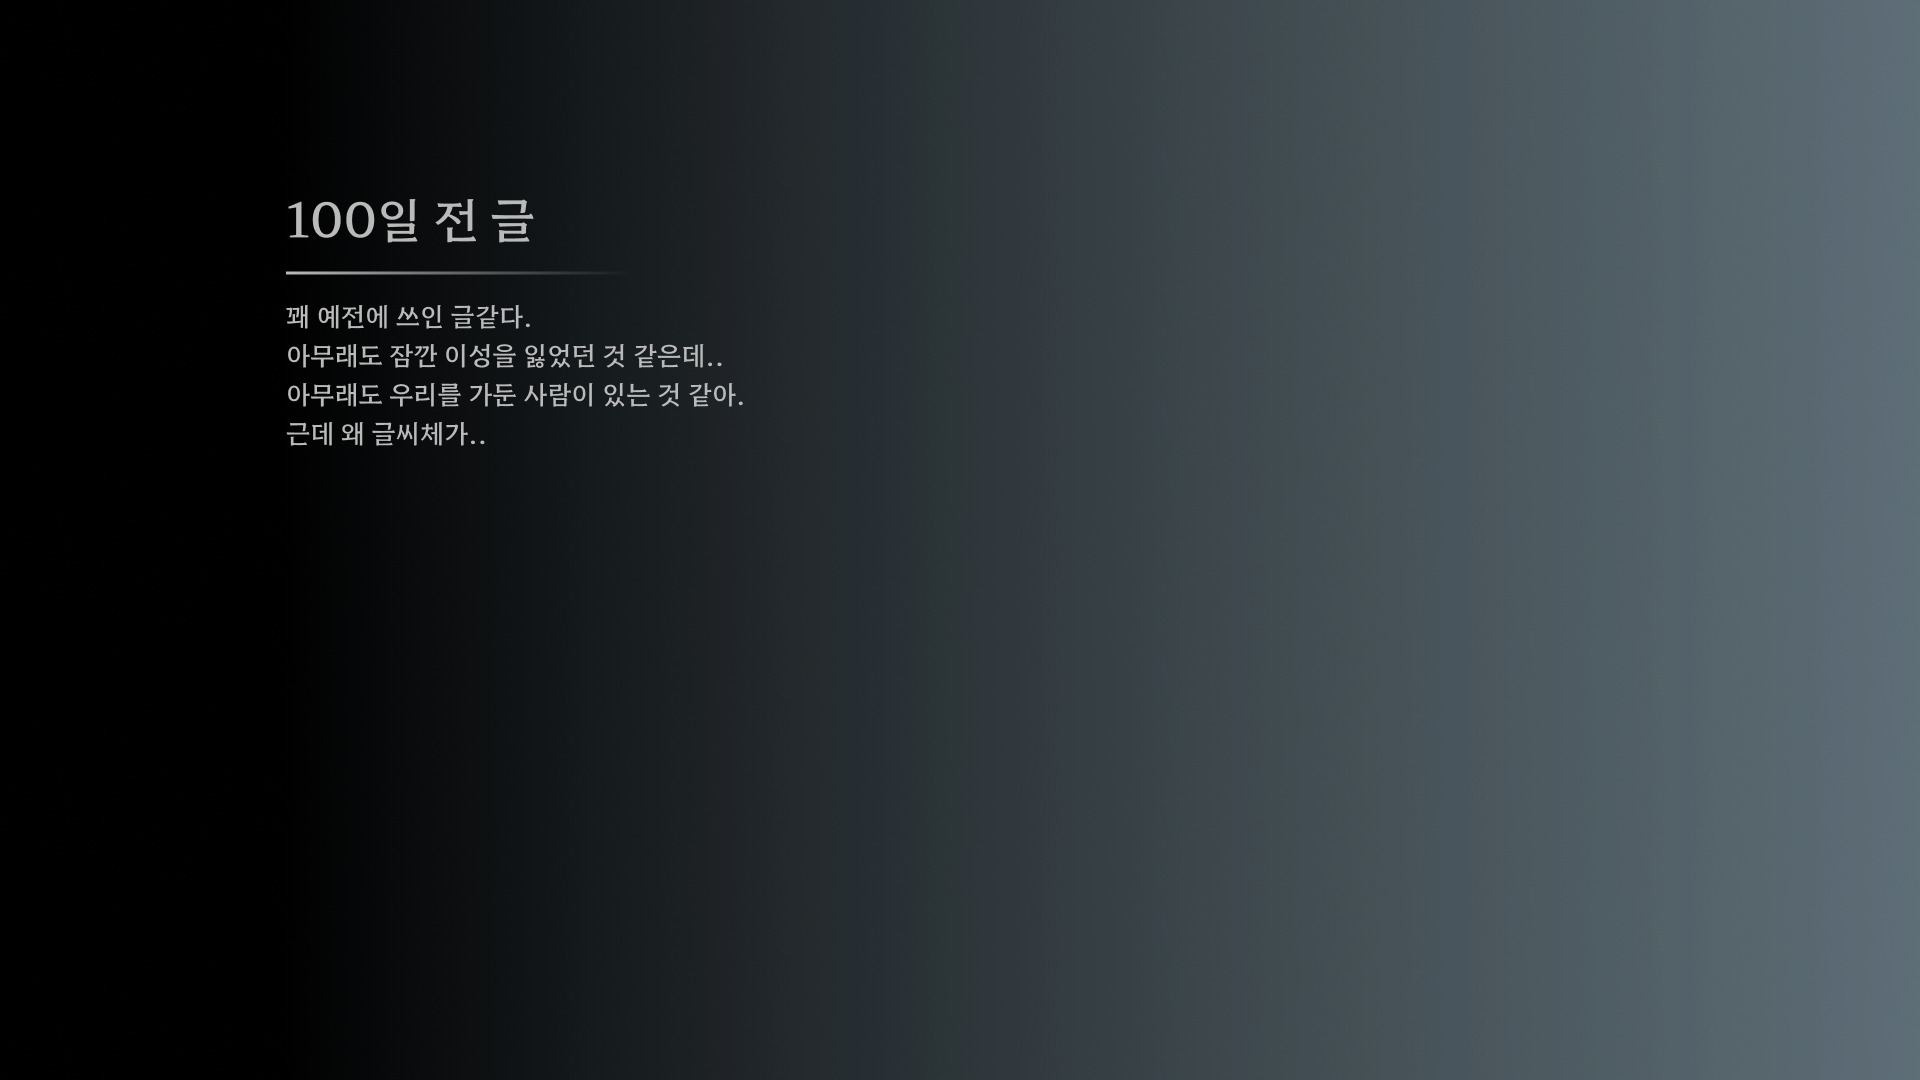 100일 전 글
꽤 예전에 쓰인 글같다.
아무래도 잠깐 이성을 잃었던 것 같은데..
아무래도 우리를 가둔 사람이 있는 것 같아.
근데 왜 글씨체가..